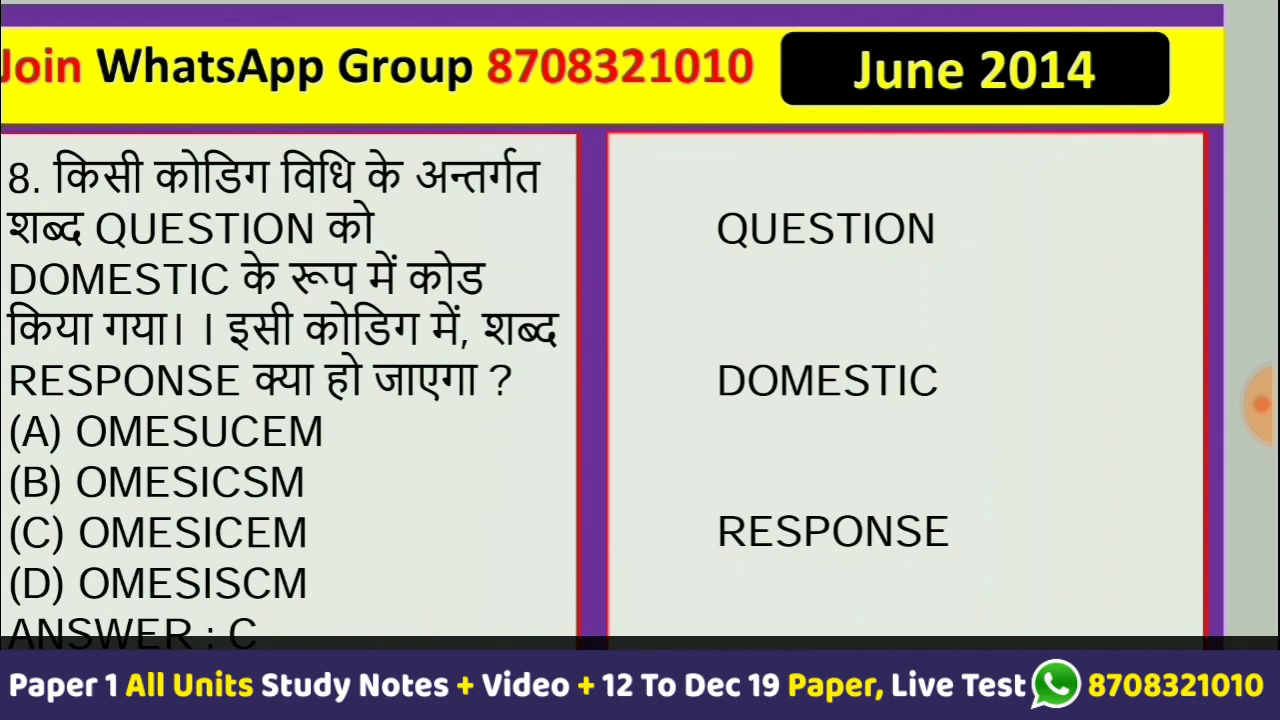 Join WhatsApp Group 8708321010
June 2014
8. किसी कोडिग विधि के अन्तर्गत
शब्द QUESTION को
DOMESTIC के रूप में कोड
किया गया। । इसी कोडिग में, शब्द
RESPONSE क्या हो जाएगा ?
(A) OMESUCEM
(B) OMESICSM
(C) OMESICEM
(D) OMESISCM
ANSWER : C
QUESTION
DOMESTIC
RESPONSE
Paper 1 All Units Study Notes + Video + 12 To Dec 19 Paper, Live Test 8708321010